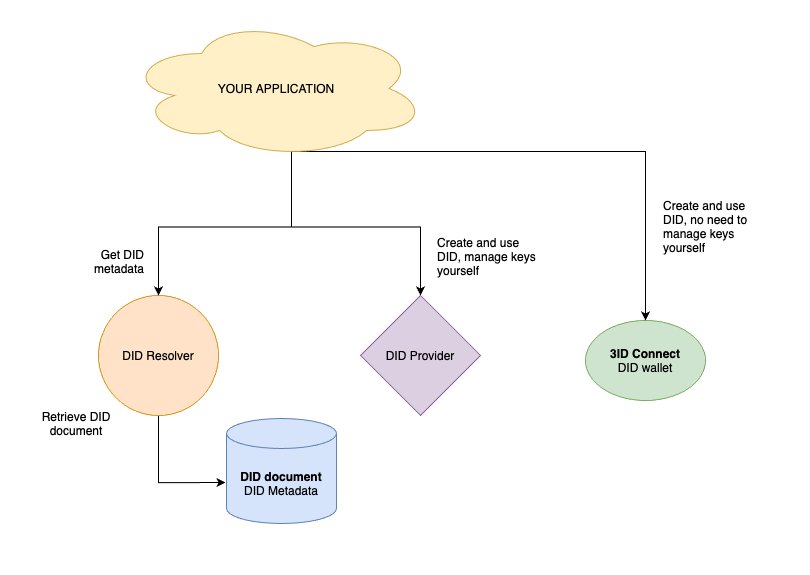 YOUR APPLICATION
Create and use
DID, no need to
manage keys
yourself
Get DID
metadata
Create and use
DID, manage keys
yourself
DID Resolver
DID Provider
3ID Connect
DID wallet
Retrieve DID
document
DID document
DID Metadata